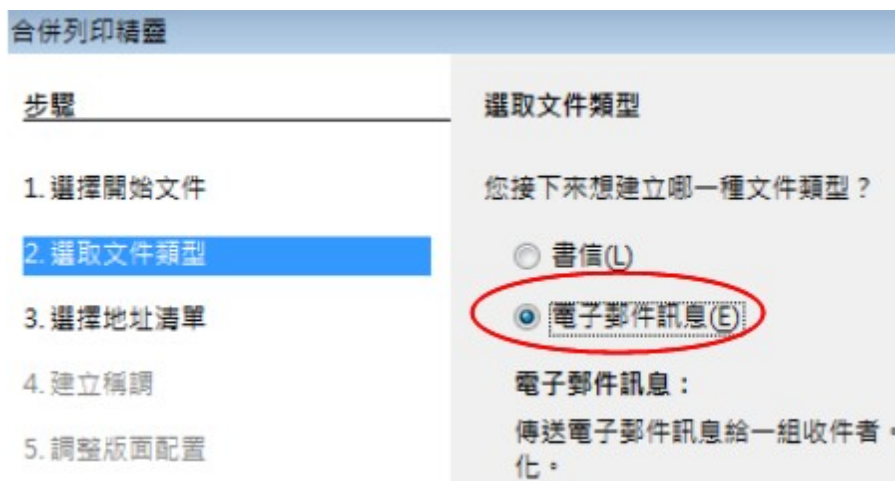 合併列印精靈
步驟
1. 選擇開始文件
2. 選取文件類型
3. 選擇地址清單
4. 建立稱謂
5. 調整版面配置
選取文件類型
您接下來想建立哪一種文件類型？
書信(L)
電子郵件訊息(E)
電子郵件訊息：
傳送電子郵件訊息給一組收件者。
化。